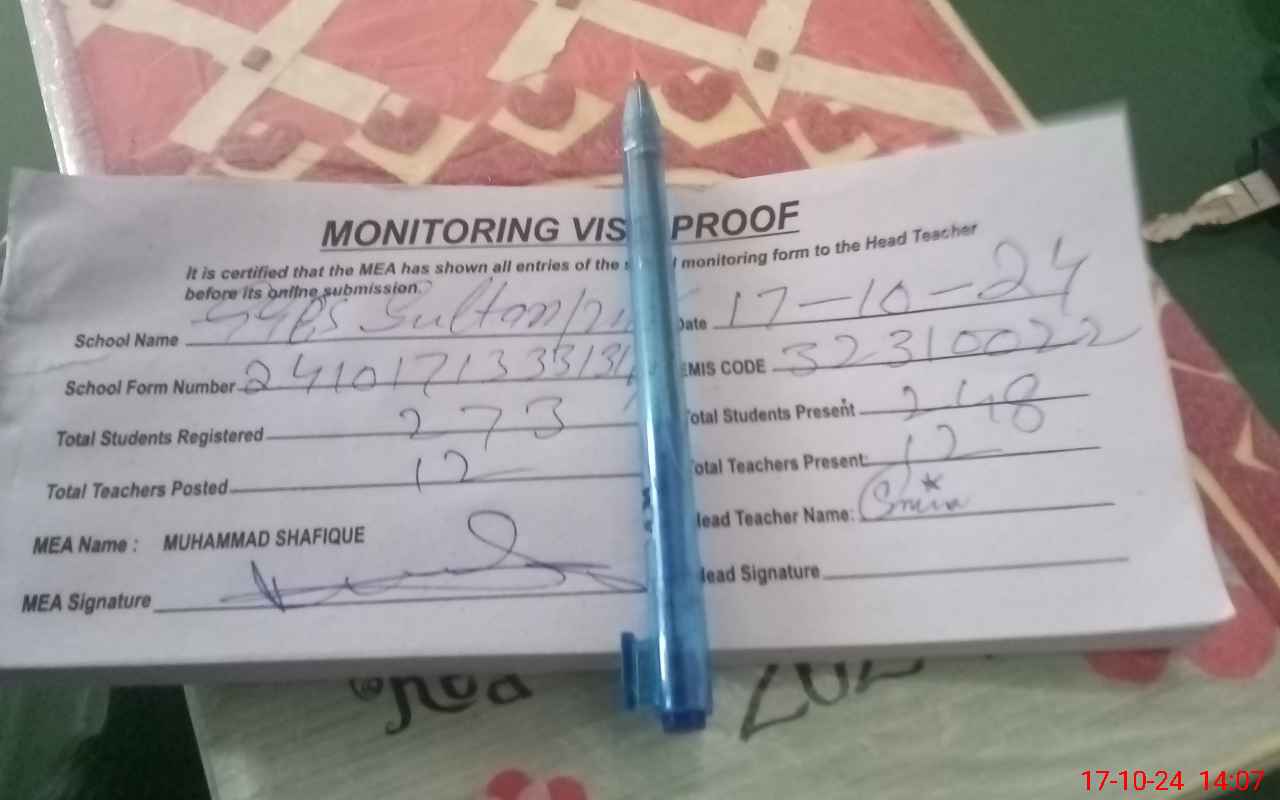 MONITORING VIS PROOF
It is certified that the MEA has shown all entries of the monitoring form to the Head Teacher
before its online submission.
School Name GGPS Sultanpur Date 17-10-24
School Form Number 24101713331 EMIS CODE 32310022
Total Students Registered 273 Total Students Present 248
Total Teachers Posted 12 Total Teachers Present: 12
MEA Name : MUHAMMAD SHAFIQUE Head Teacher Name:
MEA Signature Head Signature
17-10-24 14:07